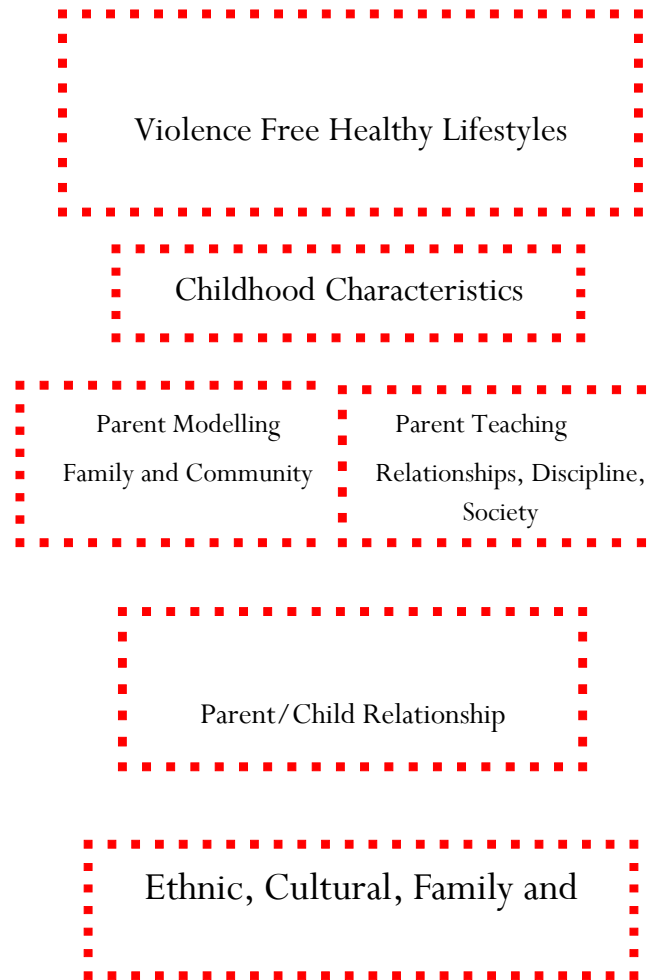 Violence Free Healthy Lifestyles
Childhood Characteristics
Parent Modelling
Family and Community
Parent Teaching
Relationships, Discipline,
Society
Parent/Child Relationship
Ethnic, Cultural, Family and